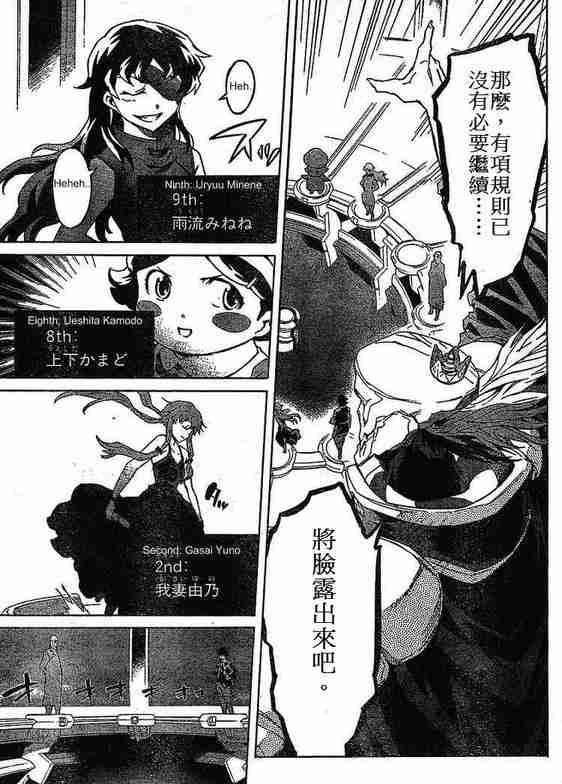 那麼，有項規則已
沒有必要繼續……
將臉露出來吧。
Heh.
Heheh..
Ninth: Uryuu Minene
9th:
雨流みねね
Eighth: Ueshita Kamado
8th:
上下かまど
Second: Gasai Yuno
2nd:
我妻由乃